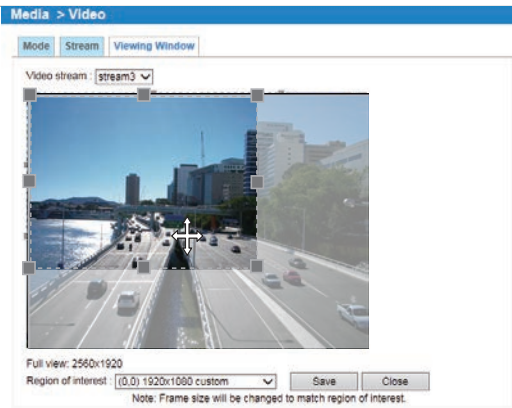 Media > Video
Mode Stream Viewing Window
Video stream : stream3
Full view: 2560x1920
Region of interest : (0,0) 1920x1080 custom Save Close
Note: Frame size will be changed to match region of interest.